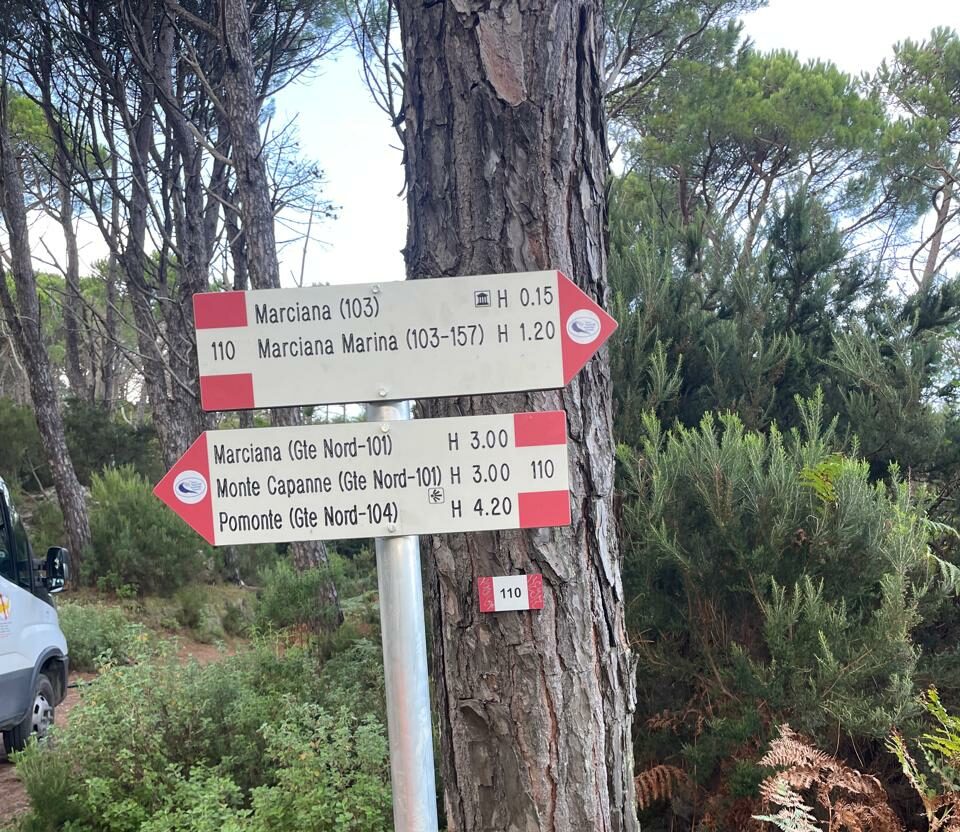 Marciana (103) H 0.15
110 Marciana Marina (103-157) H 1.20
Marciana (Gte Nord-101) H 3.00
Monte Capanne (Gte Nord-101) H 3.00 110
Pomonte (Gte Nord-104) H 4.20
110